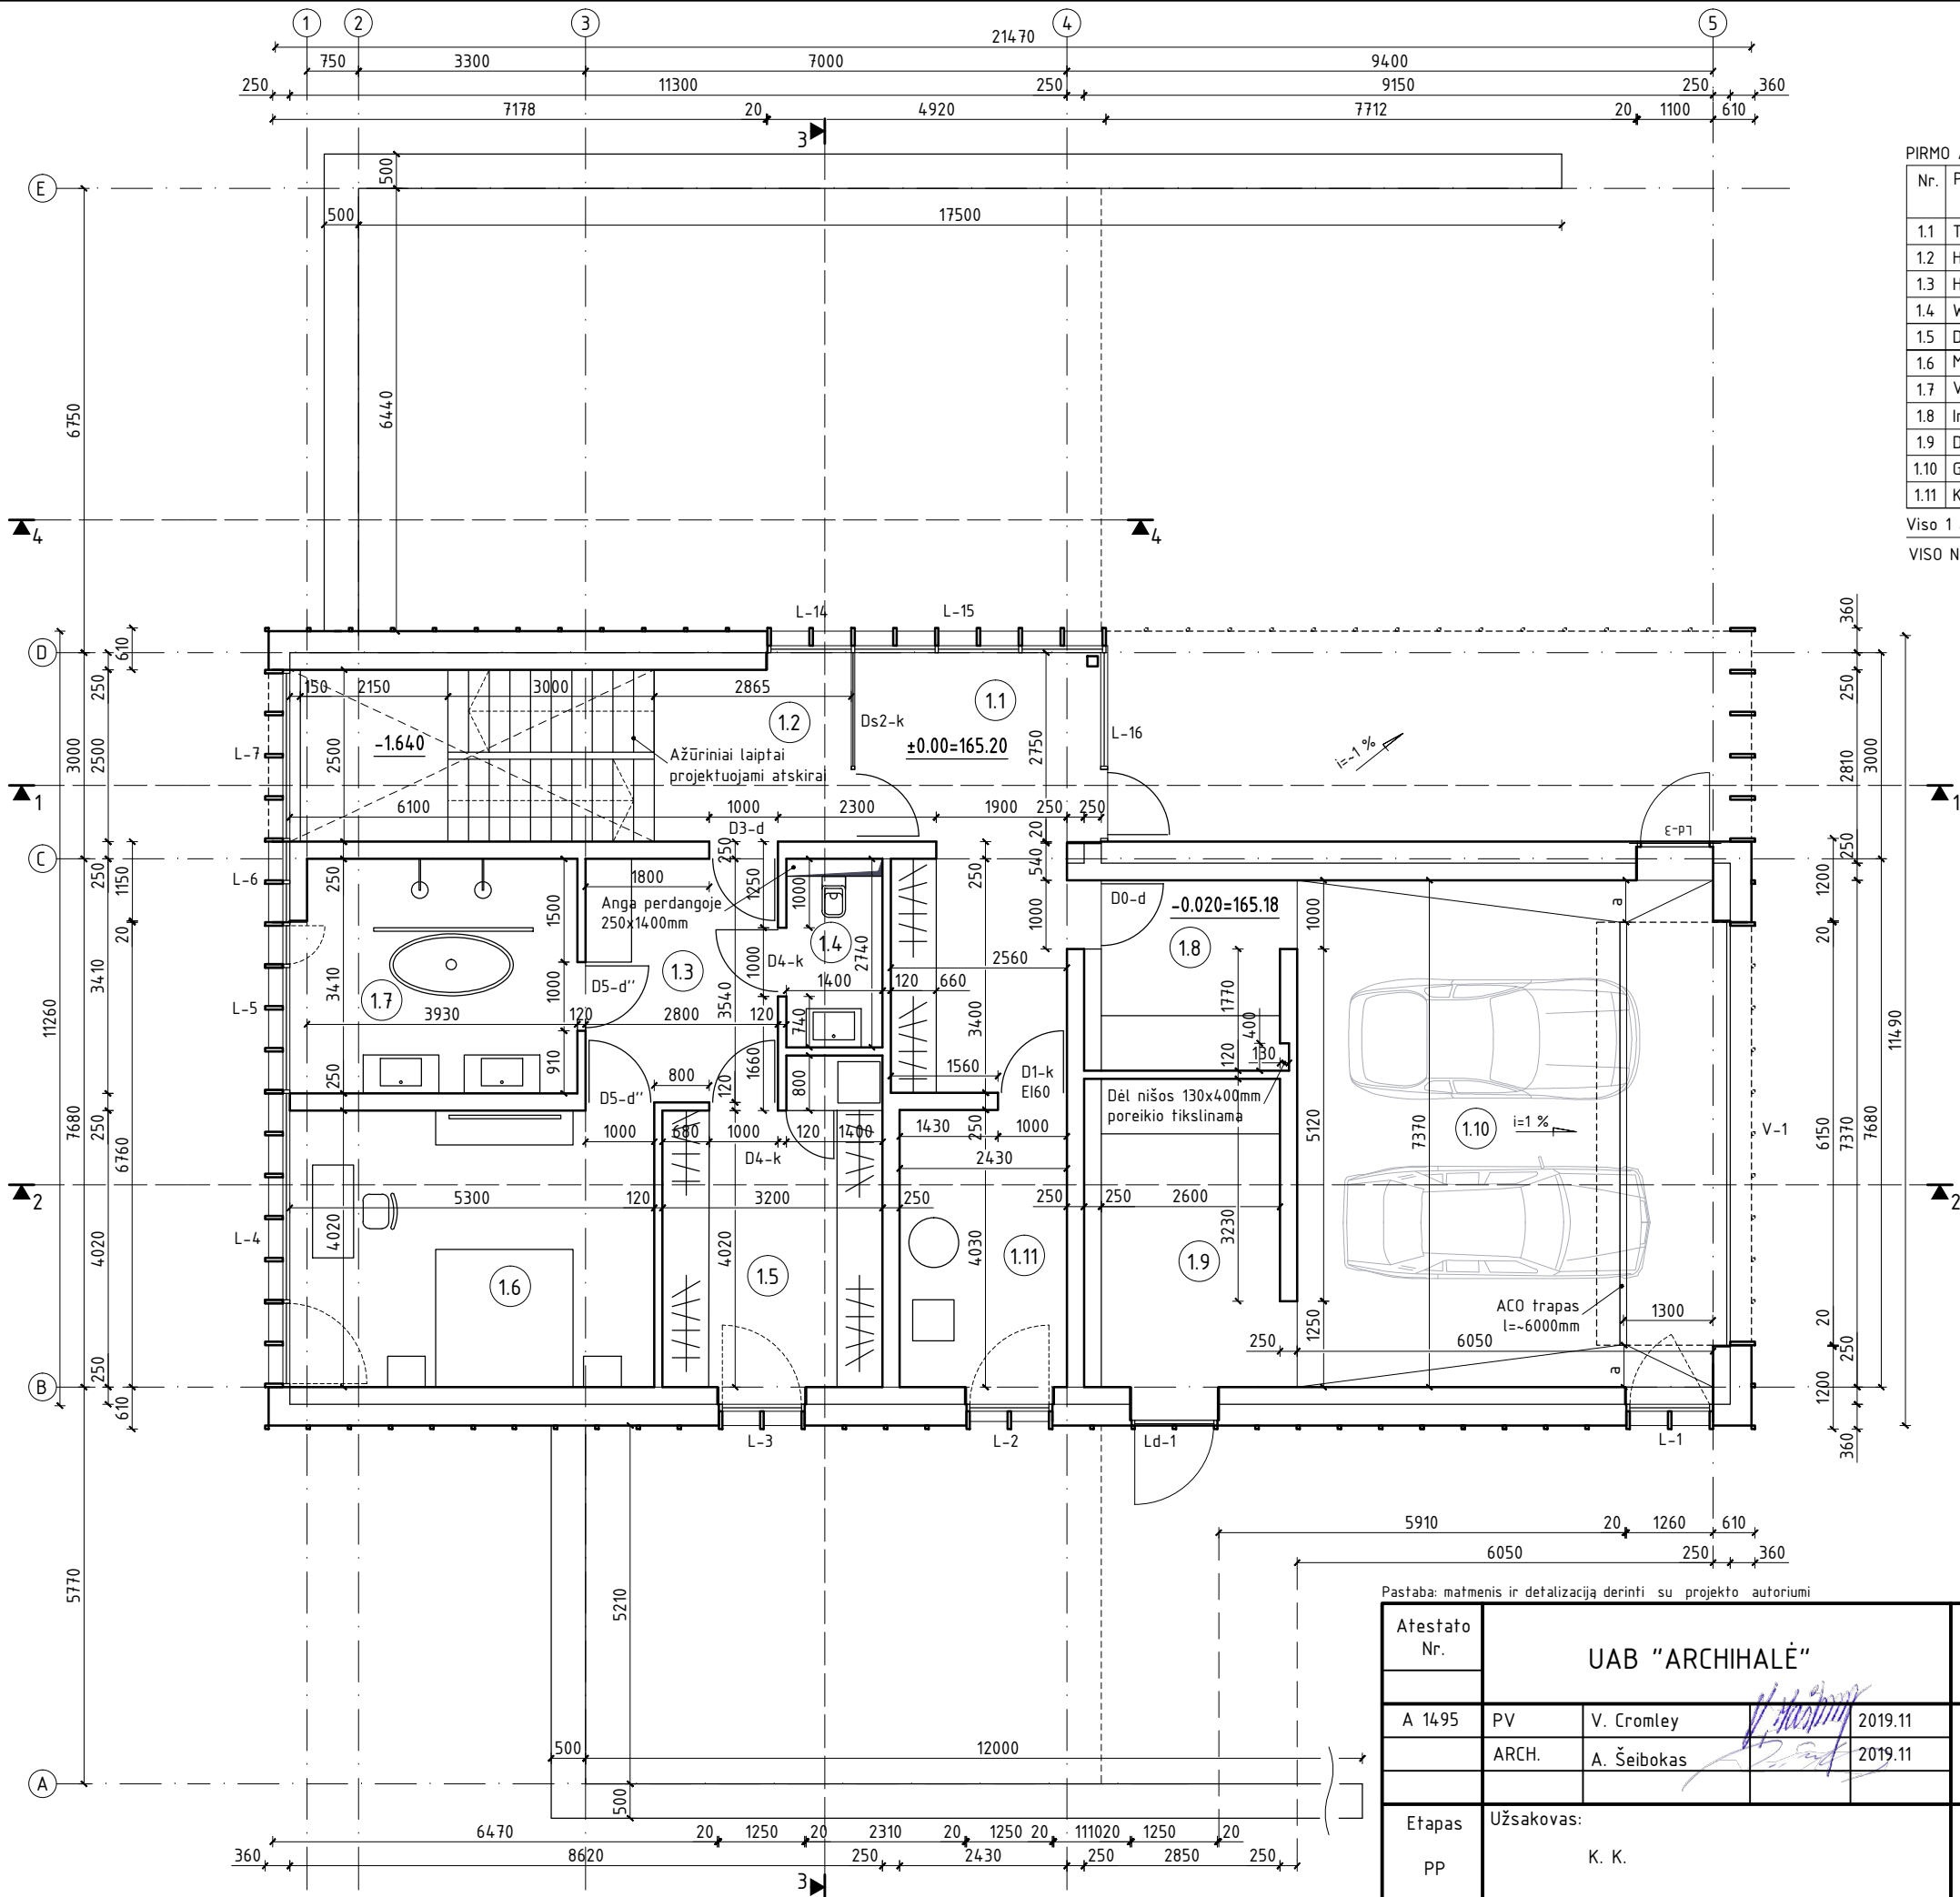 1 2 3 4 5
21470
750 3300 7000 9400
250 11300 250 9150 250 360
7178 20 4920 7712 20 1100 610
3
E
500
500 17500
PIRMO
Nr.
1.1 T
1.2 H
1.3 H
1.4
1.5 D
1.6 M
1.7 V
1.8
1.9 D
1.10 G
1.11 K
Viso 1
VISO N
6750
6440
4 4
L-14 L-15
D
610 360
250 250
150 2150 3000 2865
1.2 1.1
Ds2-k
L-16
L-7
3000 2500 2500
-1.640
±0.00=165.20
2750
i=~1 %
2810 3000
Ažūriniai laiptai
projektuojami atskirai
1 1
6100 1000 2300 1900 250 250
D3-d
20
Ld-3
C
250 1150 250 250 250 540 250 1200
L-6
1800
1250 1000
1500
Anga perdangoje
250x1400mm
D0-d
-0.020=165.18
1000 1000
a
20 20
1.4 1.8
1.3
D4-k
2740
2560
1.7
D5-d''
3410 3410
1000 1000
1400 120 660
1770
L-5
3930 120 2800 120
3540
740
3400
400
11260
11490
910
1660
800
250
800
120
1560
D1-k
EI60
120
130
Dėl nišos 130x400mm
poreikio tikslinama
D5-d''
7680
250
6760
1000 680 1000 120 1400
D4-k
250
1430 1000
2430
5120
7370
1.10
i=1 %
V-1
6150 7370 7680
2 2
5300 120 3200 250 250 250 2600
L-4
4020 4020 4020 4030
3230
1.6 1.5 1.11 1.9
ACO trapas
l=~6000mm
1300
1250
250 6050
20
250
B
250
610
a
1200
360
L-3 L-2 Ld-1 L-1
5770
5210
5910 20 1260 610
6050 250 360
Pastaba: matmenis ir detalizaciją derinti su projekto autoriumi
Atestato
Nr.
UAB "ARCHIHALĖ"
A 1495 PV V. Cromley 2019.11
ARCH. A. Šeibokas 2019.11
Etapas
PP
Užsakovas:
K. K.
500 12000
A
500
6470 20 1250 20 2310 20 1250 20 1110 20 1250 20
360 8620 250 2430 250 2850 250
3